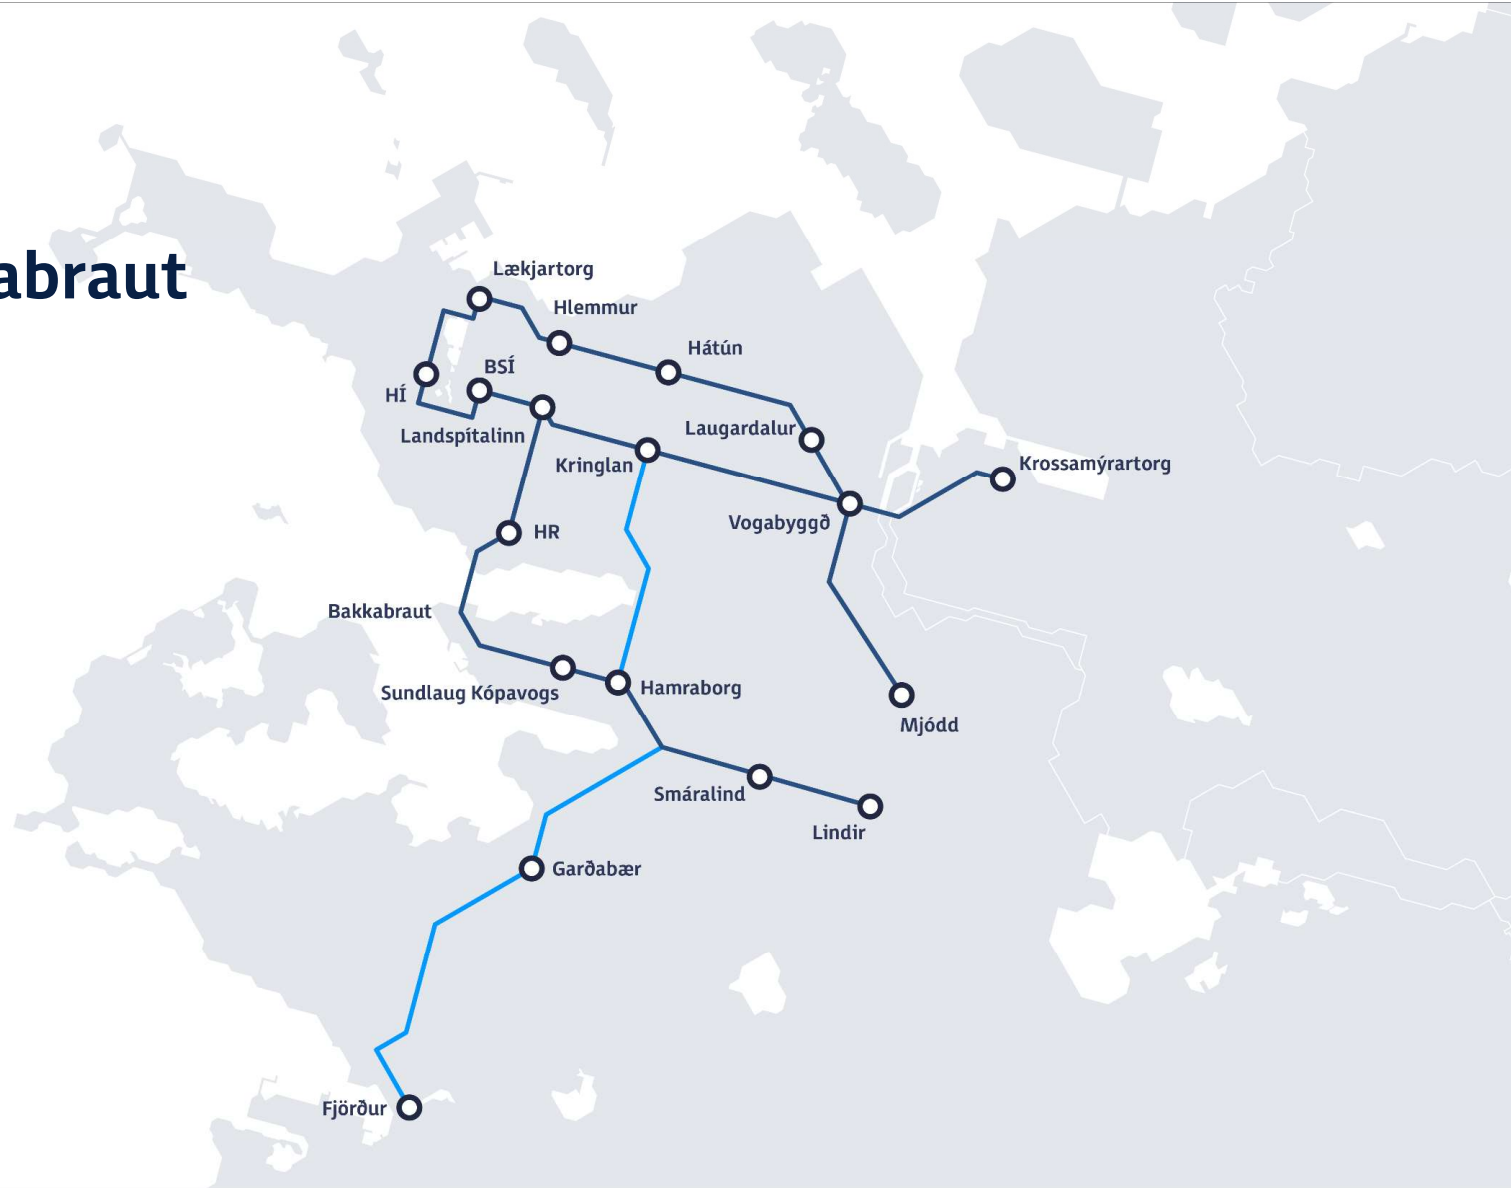 abraut
Lækjartorg
Hlemmur
Hátún
BSÍ
HÍ
Landspítalinn
Laugardalur
Kringlan
Krossamýrartorg
Vogabyggð
HR
Bakkabraut
Sundlaug Kópavogs
Hamraborg
Mjódd
Smáralind
Lindir
Garðabær
Fjörður